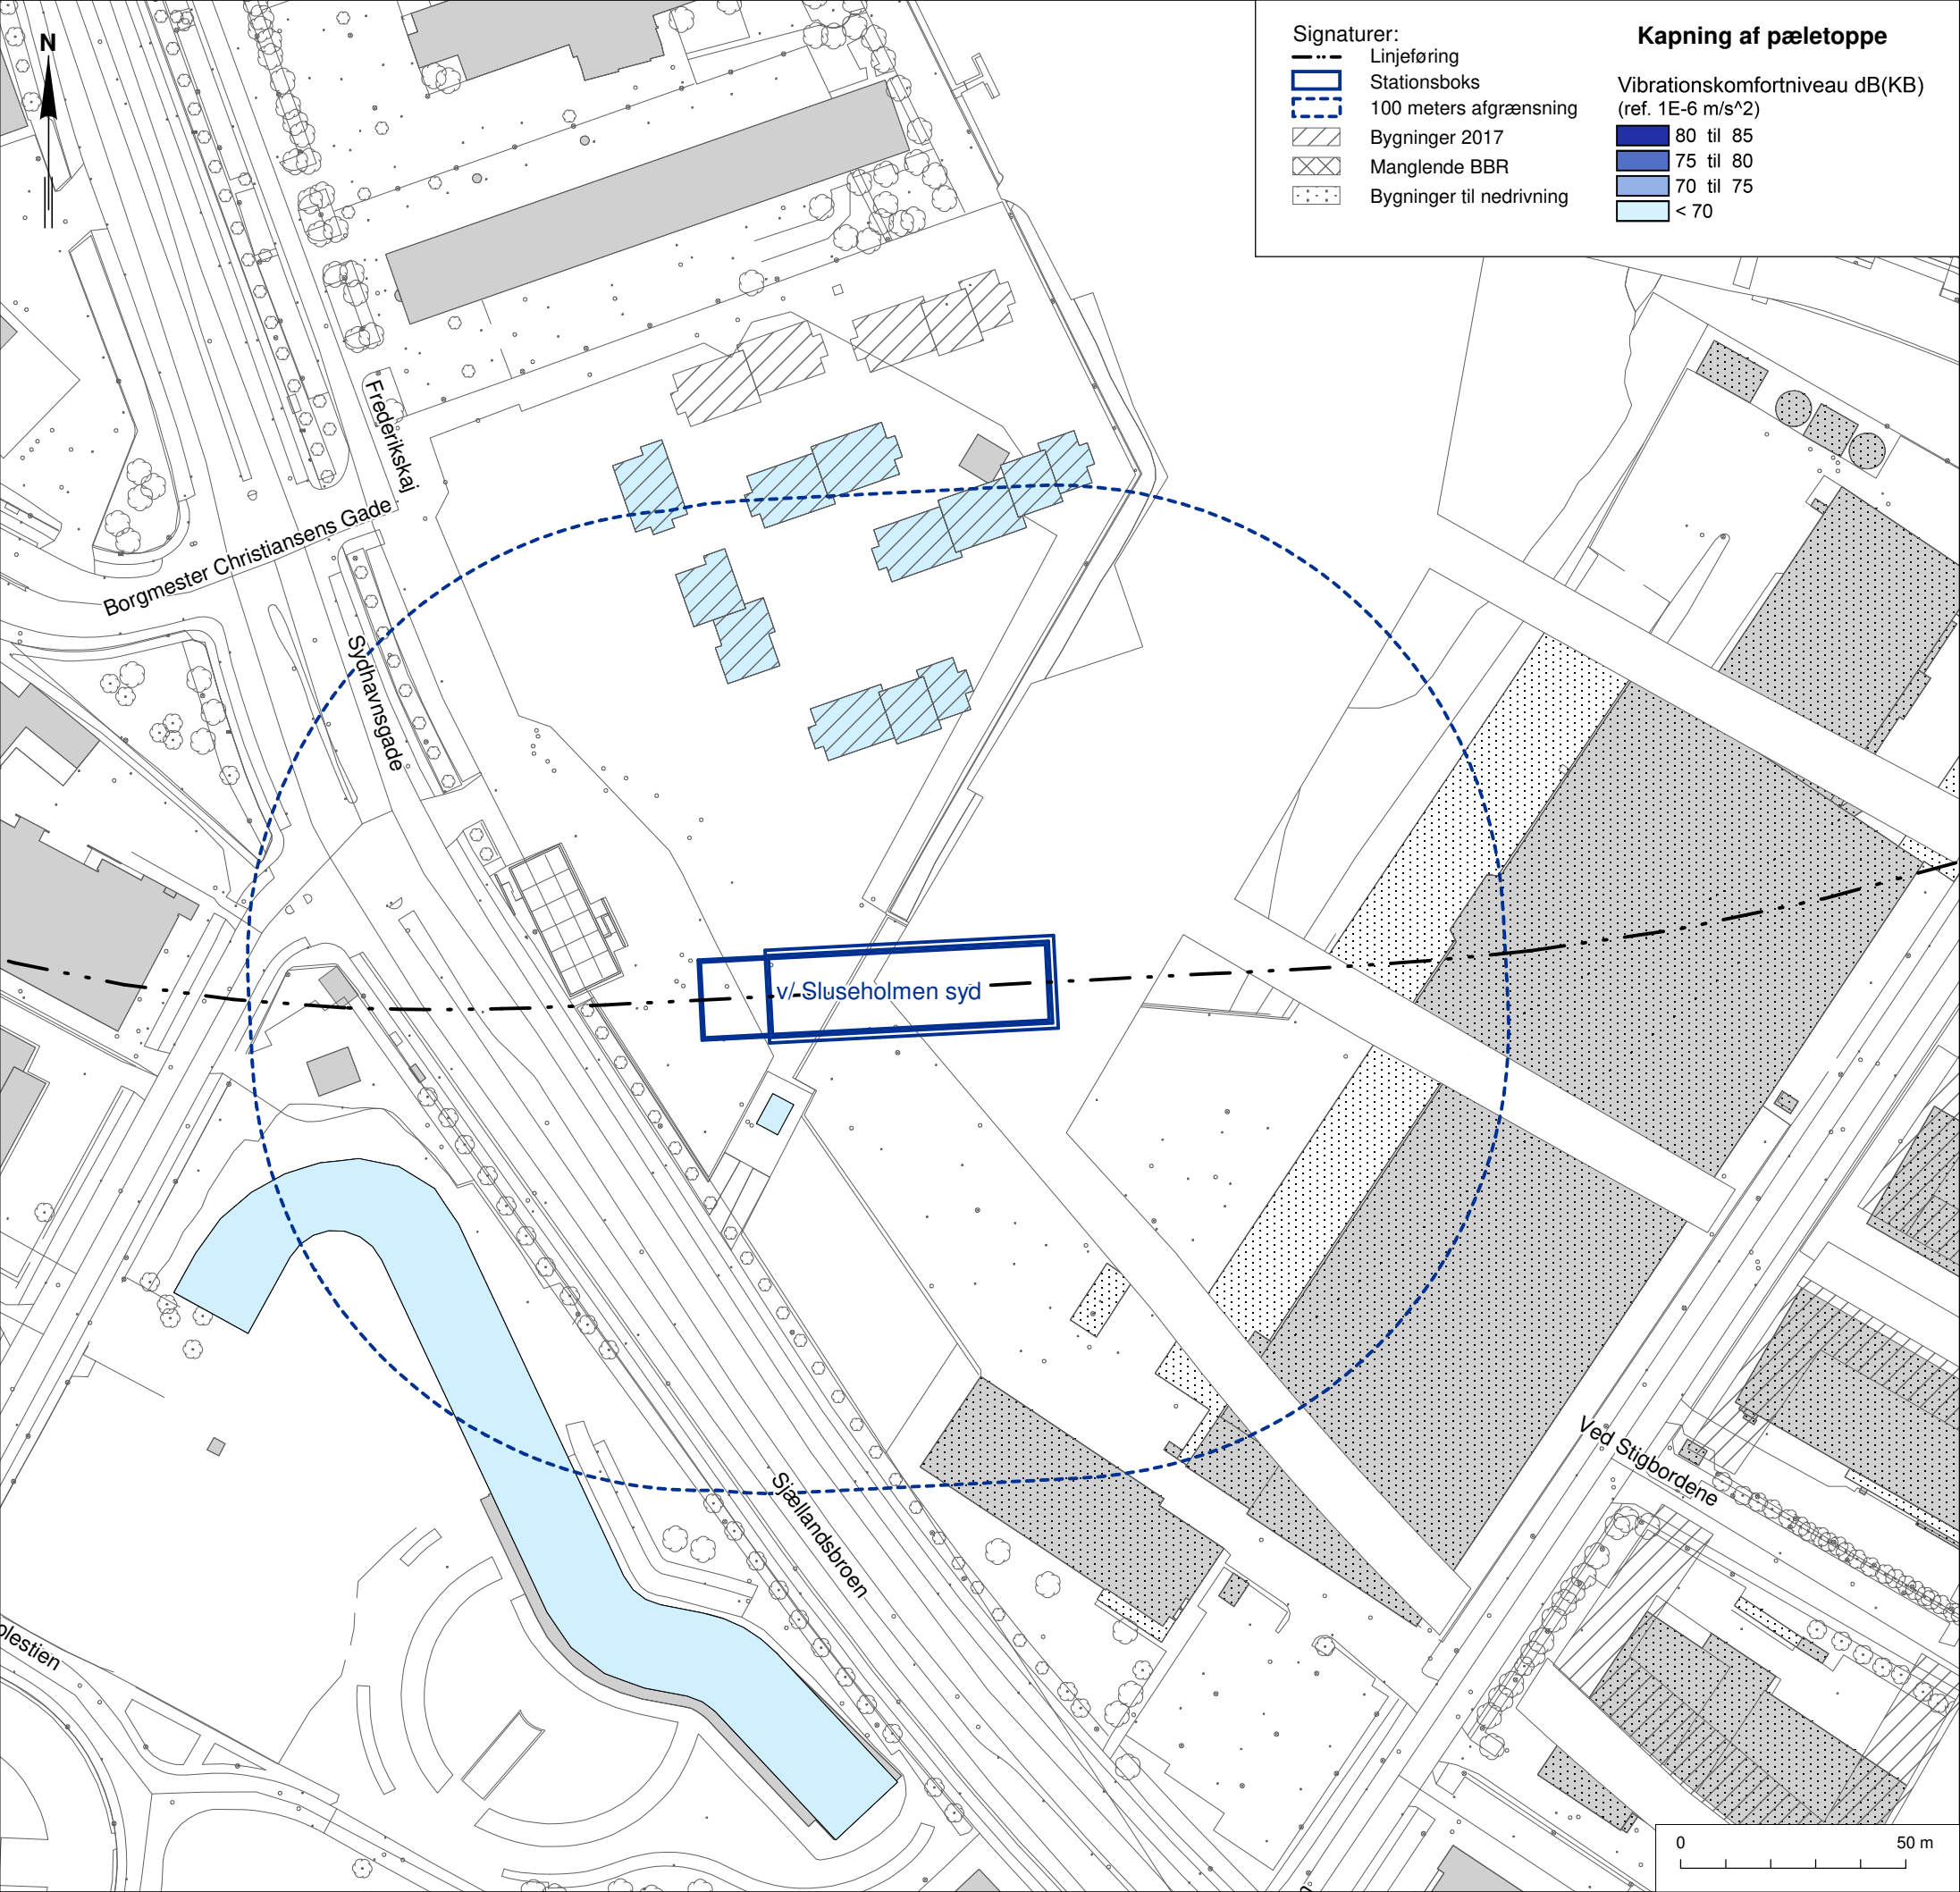 N
Signaturer:
Linjeføring
Stationsboks
100 meters afgrænsning
Bygninger 2017
Manglende BBR
Bygninger til nedrivning
Kapning af pæletoppe
Vibrationskomfortniveau dB(KB)
(ref. 1E-6 m/s^2)
80 til 85
75 til 80
70 til 75
< 70
Frederikskaj
Borgmester Christiansens Gade
Sydhavnsgade
v/ Sluseholmen syd
Ved Stigbordene
Sjællandsbroen
olestien
0 50 m